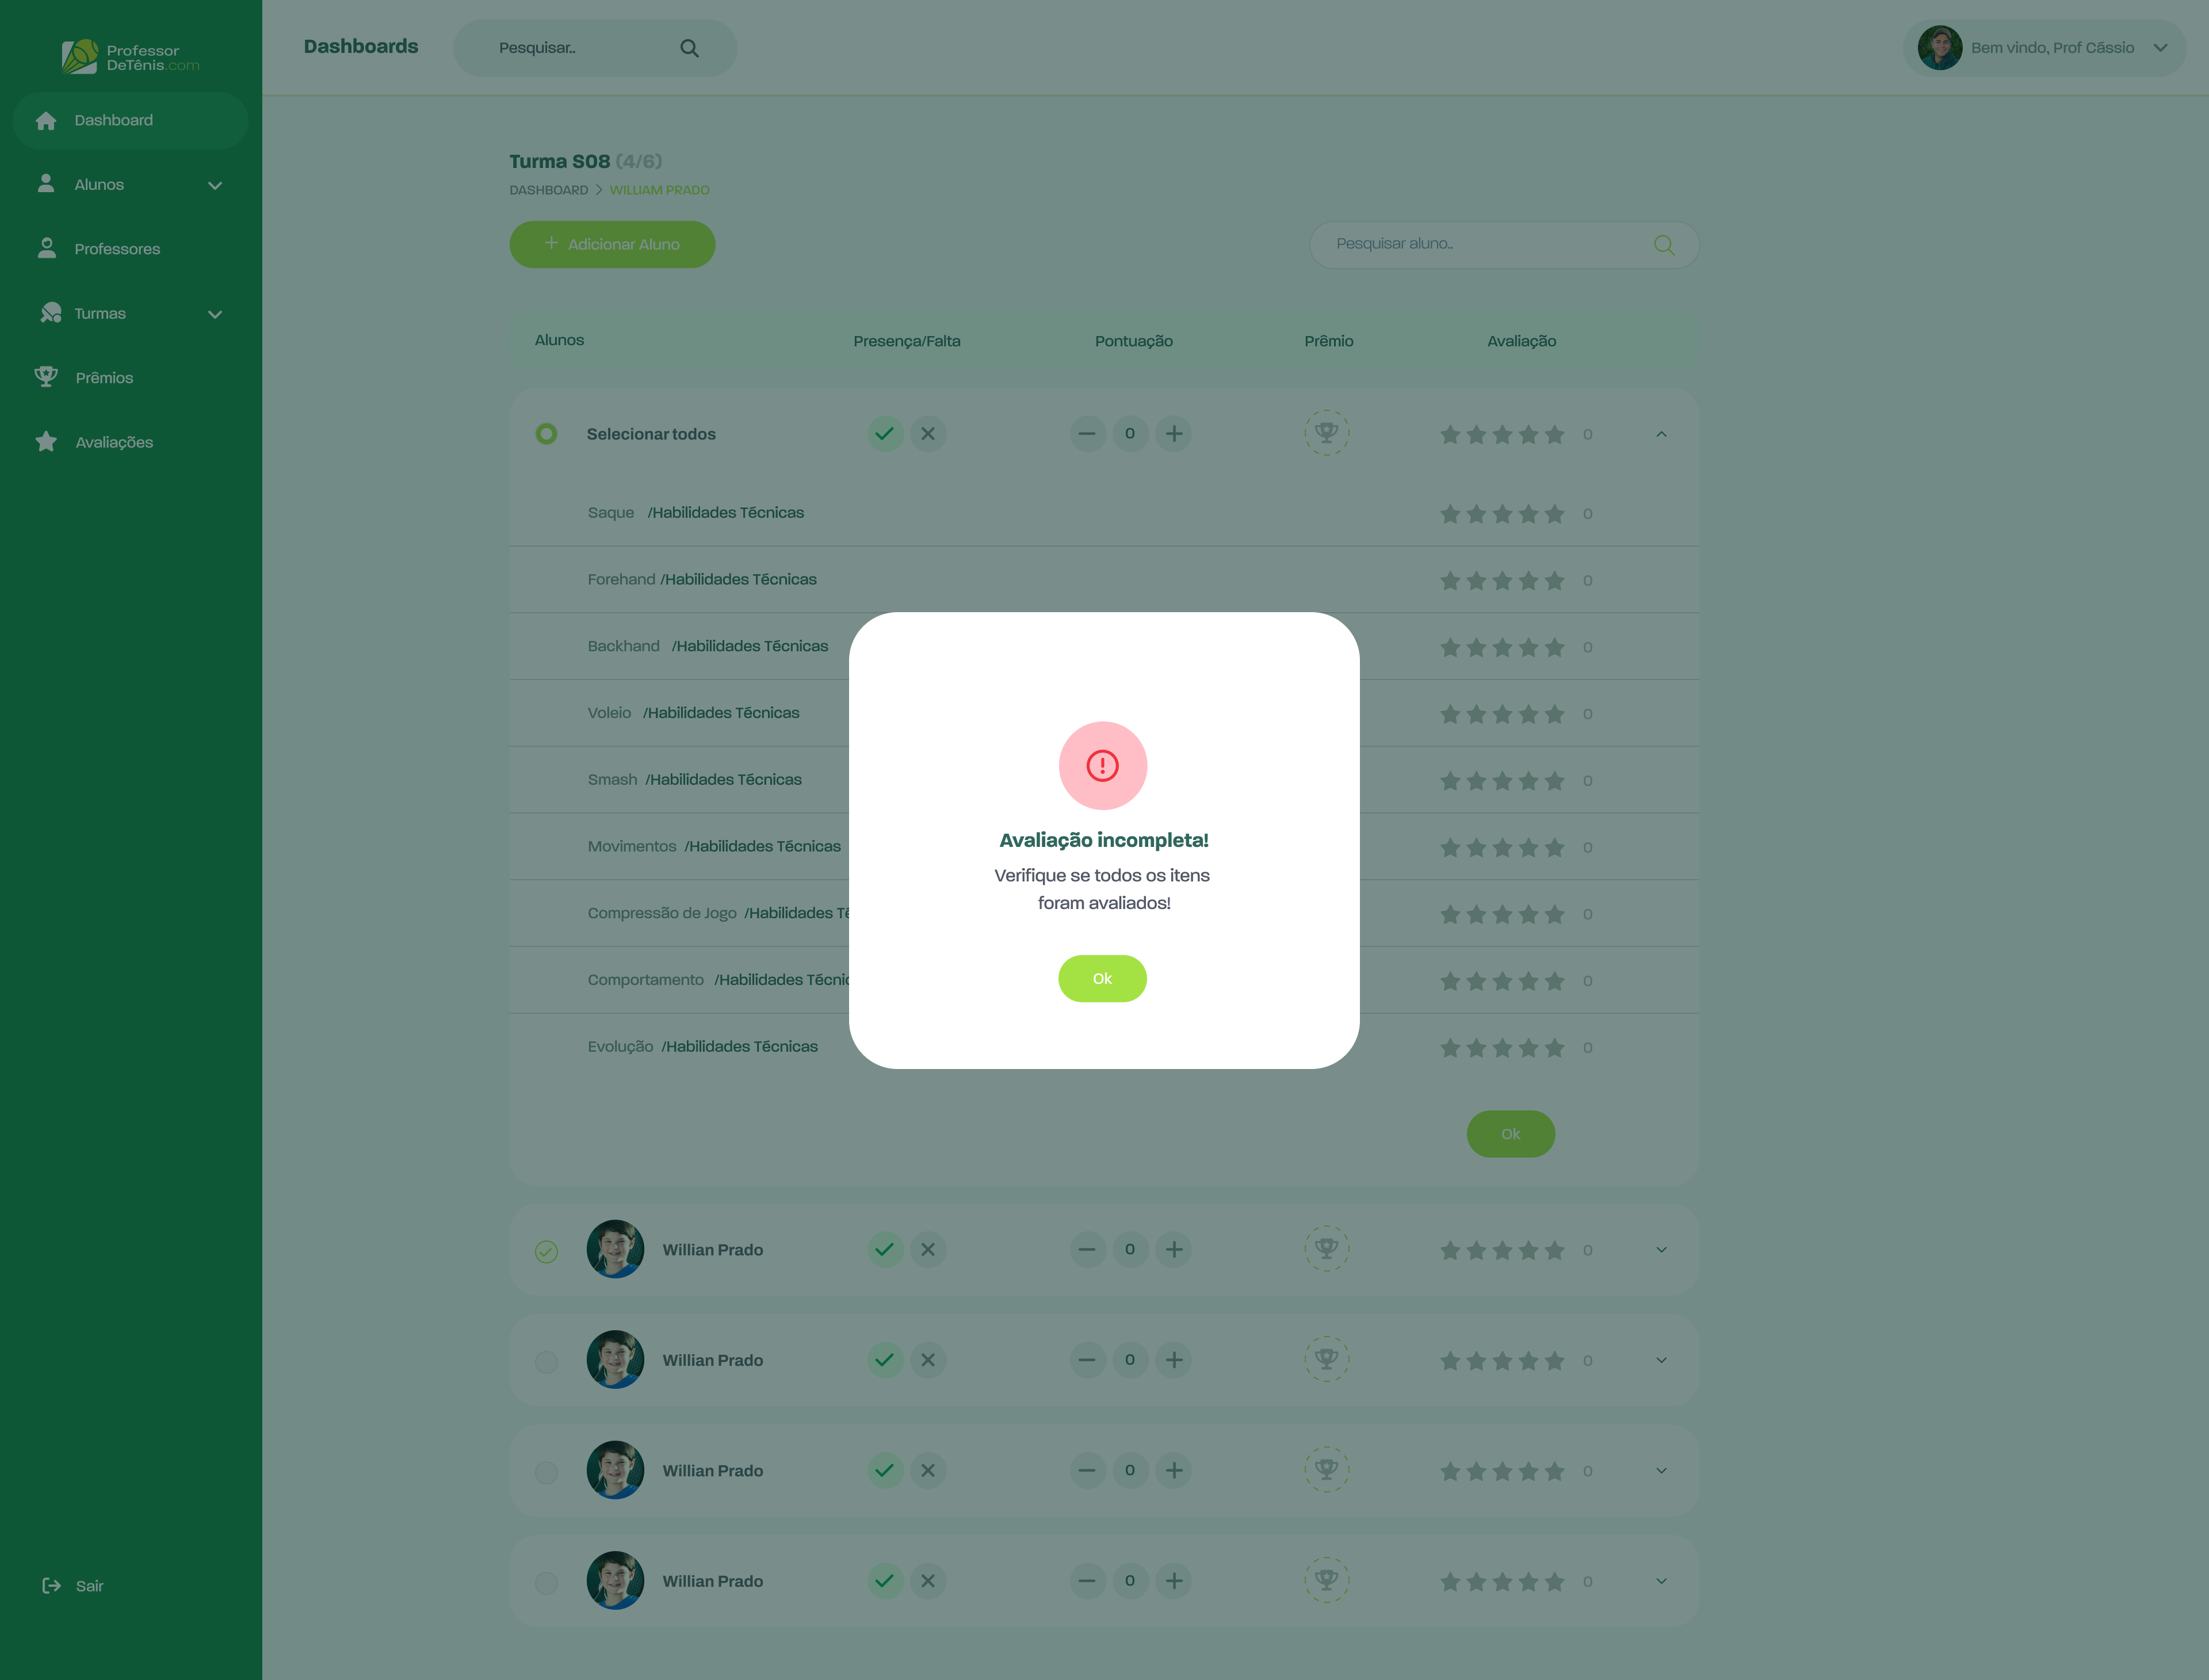 Professor
DeTênis.com
Dashboard
Alunos
Professores
Turmas
Prêmios
Avaliações
Sair
Dashboards
Pesquisar..
Bem vindo, Prof Cássio
Turma S08 (4/6)
DASHBOARD > WILLIAM PRADO
+ Adicionar Aluno
Pesquisar aluno..
Alunos Presença/Falta Pontuação Prêmio Avaliação
Selecionar todos 0 0
Saque /Habilidades Técnicas 0
Forehand /Habilidades Técnicas 0
Backhand /Habilidades Técnicas 0
Voleio /Habilidades Técnicas 0
Smash /Habilidades Técnicas 0
Movimentos /Habilidades Técnicas 0
Compressão de Jogo /Habilidades Té 0
Comportamento /Habilidades Técnic 0
Evolução /Habilidades Técnicas 0
Ok
Avaliação incompleta!
Verifique se todos os itens
foram avaliados!
Ok
Willian Prado 0 0
Willian Prado 0 0
Willian Prado 0 0
Willian Prado 0 0